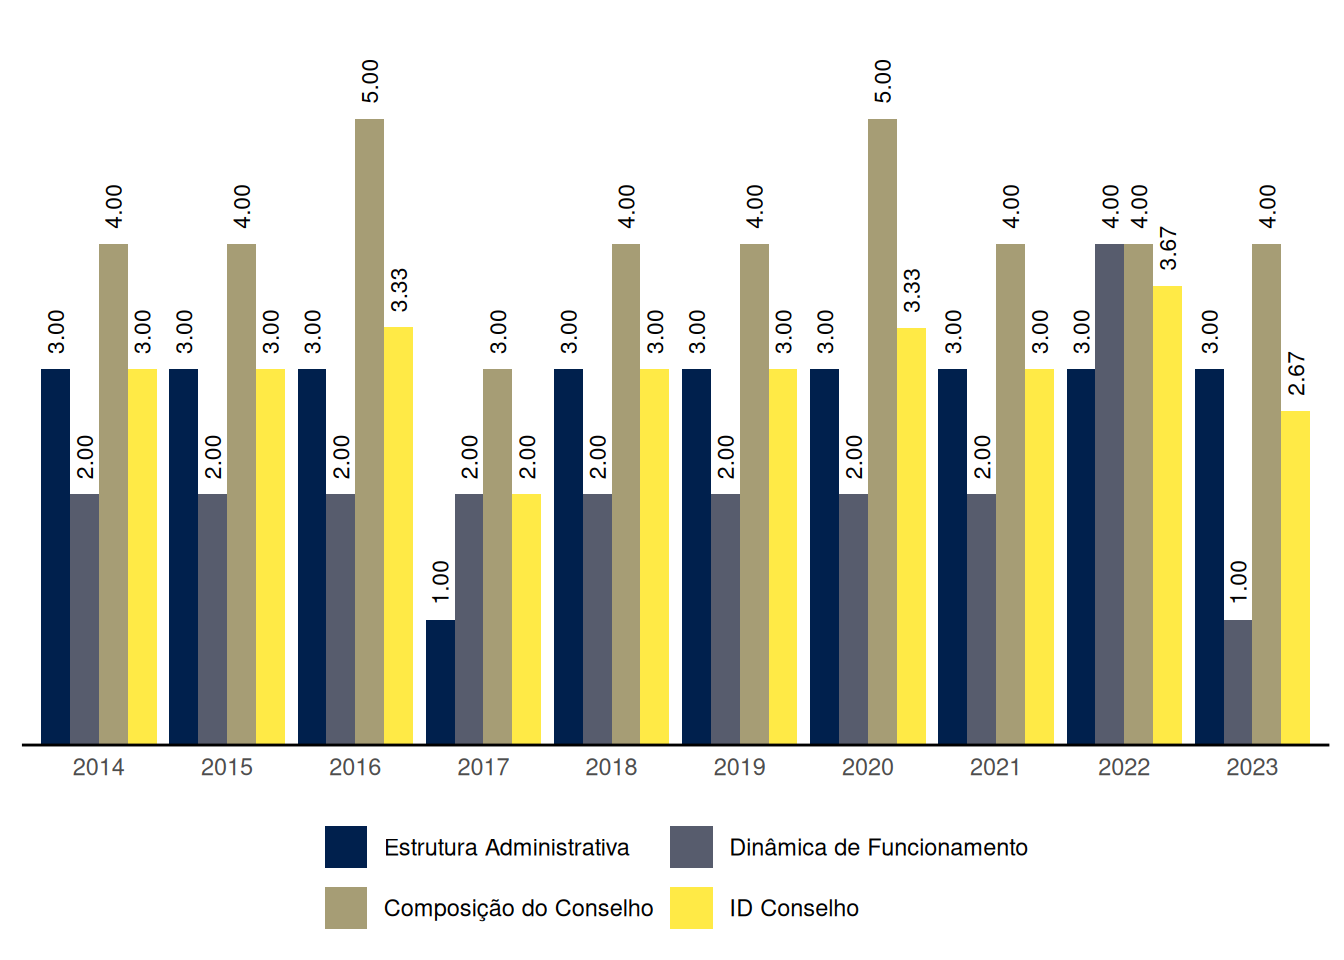 5.00 5.00
4.00 4.00 4.00 4.00 4.00 4.00 4.00 4.00
3.67
3.33 3.33
3.00 3.00 3.00 3.00 3.00 3.00 3.00 3.00 3.00 3.00 3.00 3.00 3.00 3.00 3.00 3.00
2.67
2.00 2.00 2.00 2.00 2.00 2.00 2.00 2.00 2.00
1.00 1.00
2014 2015 2016 2017 2018 2019 2020 2021 2022 2023
Estrutura Administrativa Dinâmica de Funcionamento
Composição do Conselho ID Conselho